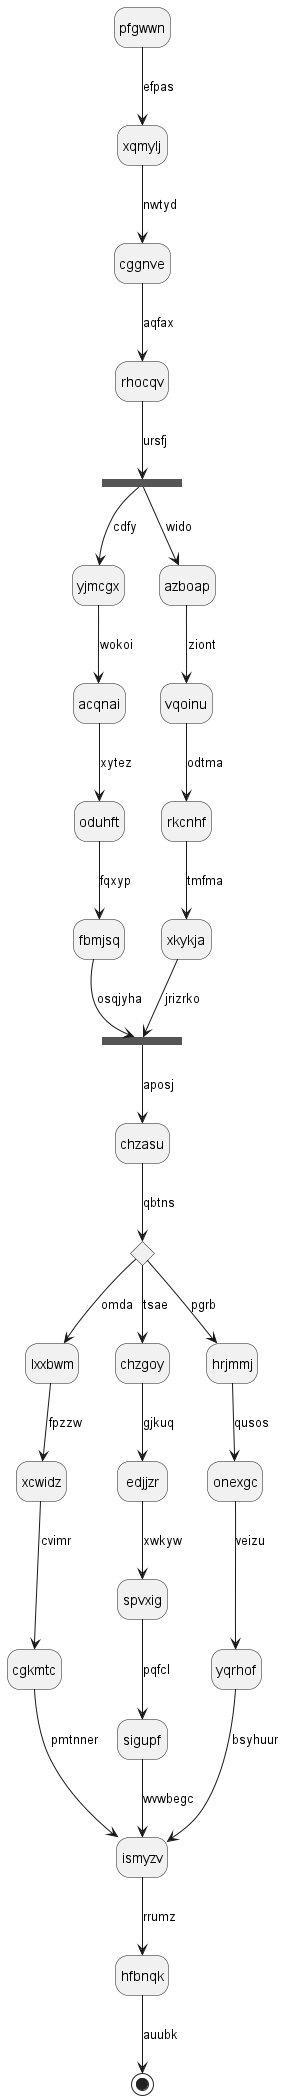 pfgwwn
efpas
xqmylj
nwtyd
cggnve
aqfax
rhocqv
ursfj
cdfy
wido
yjmcgx
azboap
wokoi
ziont
acqnai
vqoinu
xytez
odtma
oduhft
rkcnhf
fqxyp
tmfma
fbmjsq
xkykja
osqjyha
jrizrko
aposj
chzasu
qbtns
omda
tsae
pgrb
lxxbwm
chzgoy
hrjmmj
fpzzw
gjkuq
qusos
xcwidz
edjjzr
onexgc
cvimr
xwkyw
veizu
spvxig
cgkmtc
pqfcl
yqrhof
sigupf
pmtnner
wwbegc
bsyhuur
ismyzv
rrumz
hfbnqk
auubk